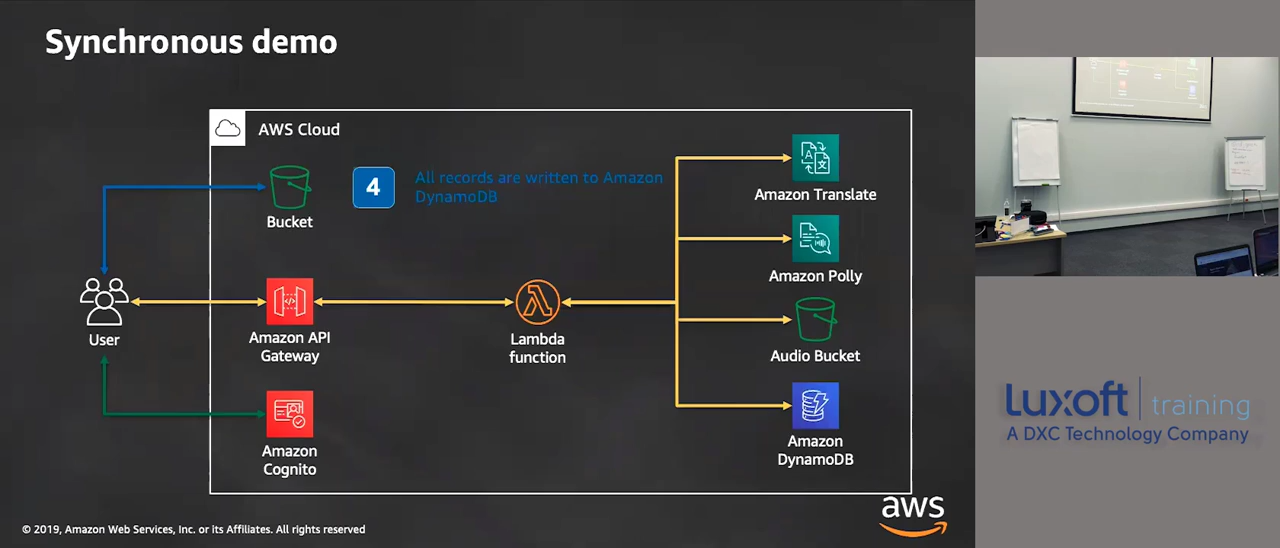 Synchronous demo
AWS Cloud
Bucket
4
All records are written to Amazon
DynamoDB
Amazon Translate
Amazon Polly
User
Amazon API
Gateway
Lambda
function
Audio Bucket
Amazon
Cognito
Amazon
DynamoDB
© 2019, Amazon Web Services, Inc. or its Affiliates. All rights reserved
aws
Luxoft training
A DXC Technology Company